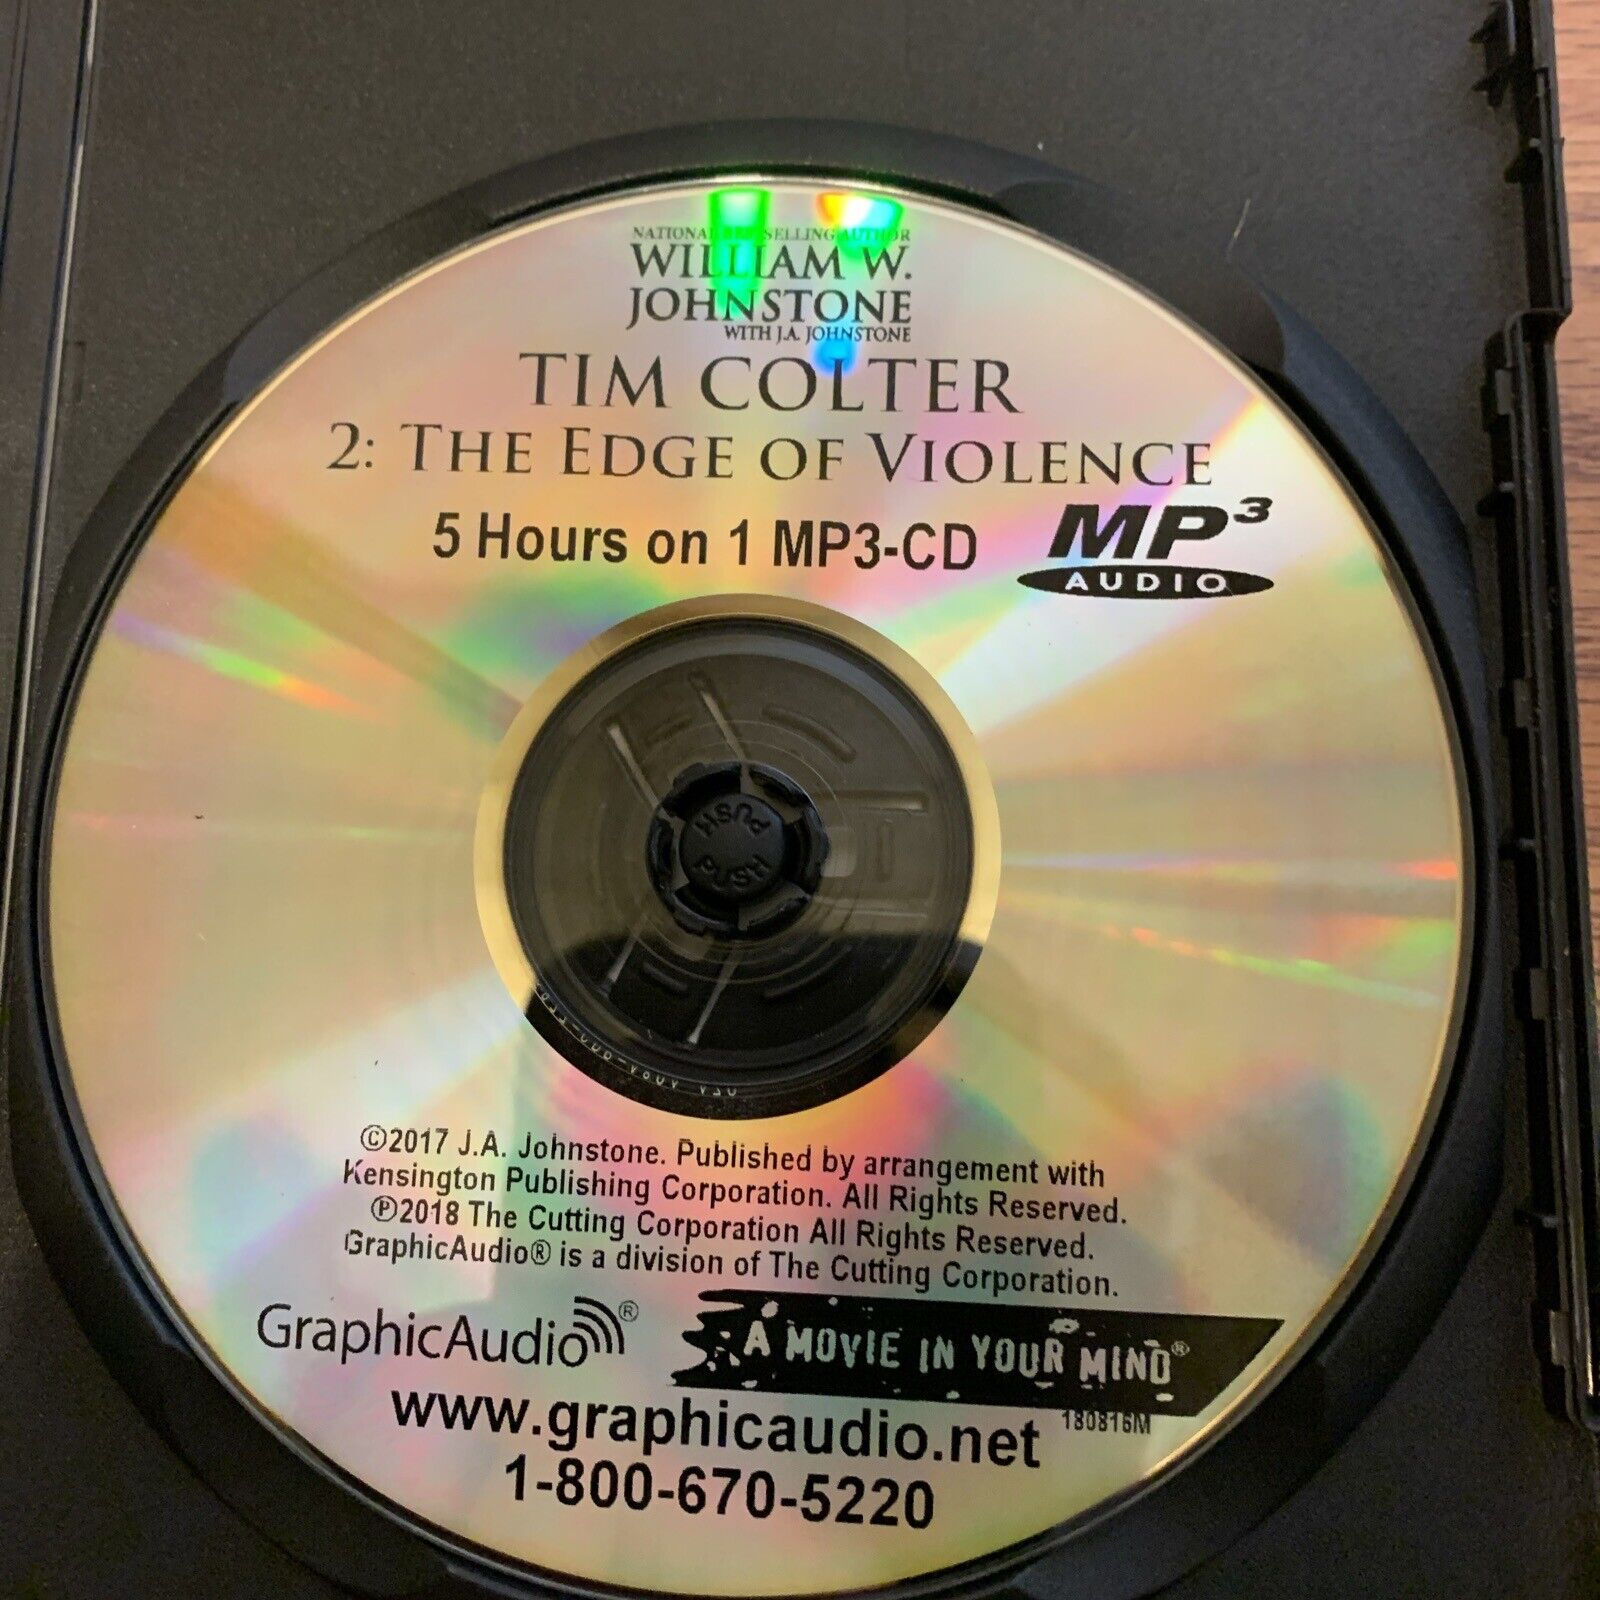 NATIONAL BESTSELLING AUTHOR
WILLIAM W.
JOHNSTONE
WITH J.A. JOHNSTONE
TIM COLTER
2: THE EDGE OF VIOLENCE
5 Hours on 1 MP3-CD
MP3
AUDIO
PUSH
PUSH
©2017 J.A. Johnstone. Published by arrangement with
Kensington Publishing Corporation. All Rights Reserved.
℗2018 The Cutting Corporation All Rights Reserved.
GraphicAudio® is a division of The Cutting Corporation.
GraphicAudio®
A MOVIE IN YOUR MIND®
www.graphicaudio.net
180816M
1-800-670-5220